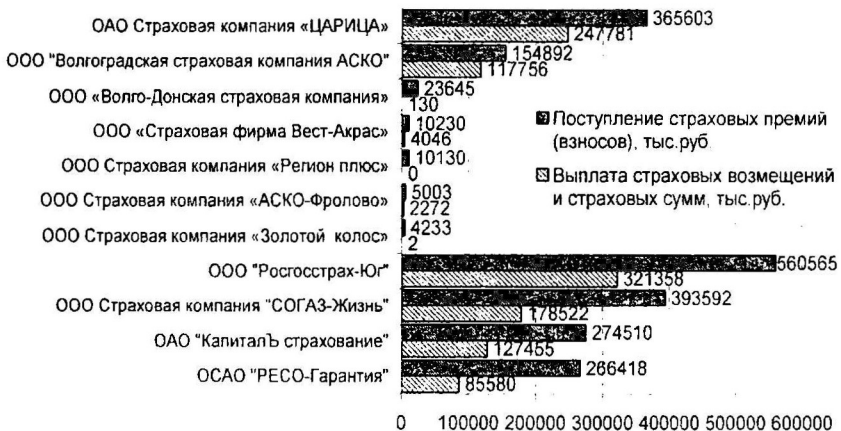 ОАО Страховая компания «ЦАРИЦА»
365603
247781
ООО "Волгоградская страховая компания АСКО"
154892
117756
ООО «Волго-Донская страховая компания»
23645
130
ООО «Страховая фирма Вест-Акрас»
10230
4046
ООО Страховая компания «Регион плюс»
10130
0
ООО Страховая компания «АСКО-Фролово»
5003
2272
ООО Страховая компания «Золотой колос»
4233
2
ООО "Росгосстрах-Юг"
560565
321358
ООО Страховая компания "СОГАЗ-Жизнь"
393592
178522
ОАО "КапиталЪ страхование"
274510
127455
ОСАО "РЕСО-Гарантия"
266418
85580
Поступление страховых премий
(взносов), тыс.руб.
Выплата страховых возмещений
и страховых сумм, тыс.руб.
0 100000 200000 300000 400000 500000 600000